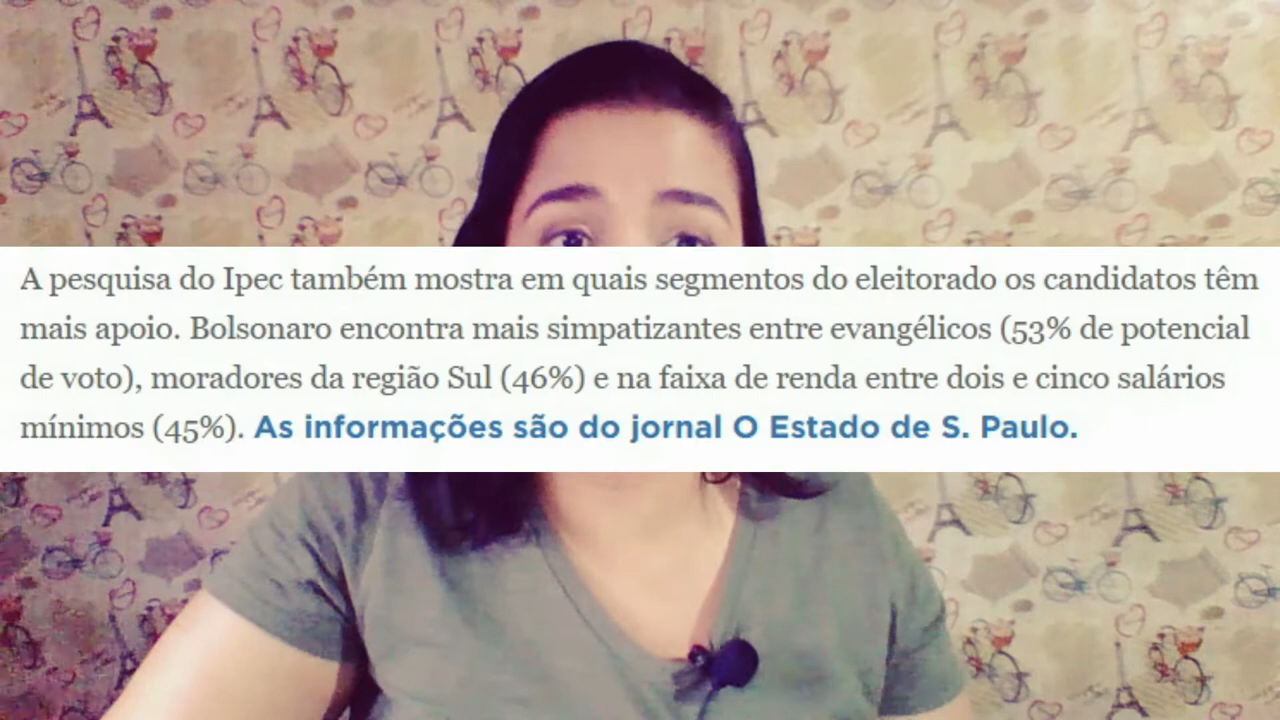 A pesquisa do Ipec também mostra em quais segmentos do eleitorado os candidatos têm
mais apoio. Bolsonaro encontra mais simpatizantes entre evangélicos (53% de potencial
de voto), moradores da região Sul (46%) e na faixa de renda entre dois e cinco salários
mínimos (45%). As informações são do jornal O Estado de S. Paulo.